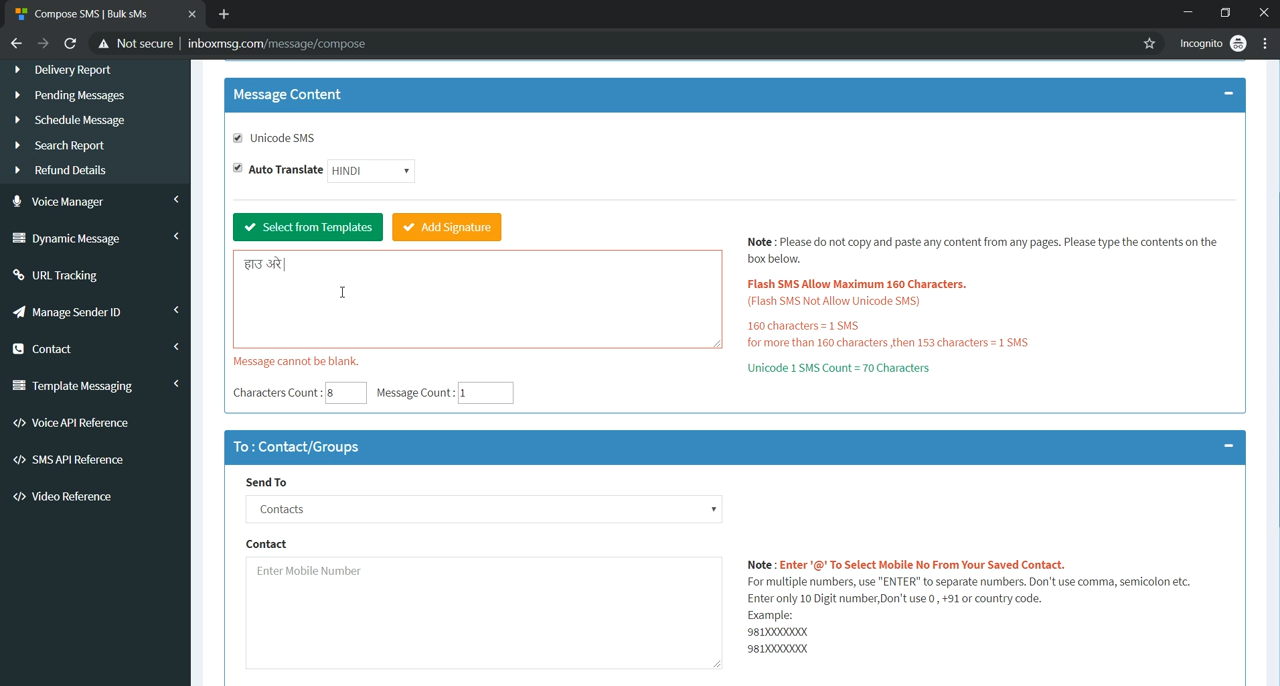 Compose SMS | Bulk sMs
Not secure | inboxmsg.com/message/compose
Incognito
Delivery Report
Pending Messages
Schedule Message
Search Report
Refund Details
Voice Manager
Dynamic Message
URL Tracking
Manage Sender ID
Contact
Template Messaging
</> Voice API Reference
</> SMS API Reference
</> Video Reference
Message Content
Unicode SMS
Auto Translate HINDI
Select from Templates
Add Signature
हाउ अरे
Message cannot be blank.
Characters Count : 8 Message Count : 1
Note : Please do not copy and paste any content from any pages. Please type the contents on the
box below.
Flash SMS Allow Maximum 160 Characters.
(Flash SMS Not Allow Unicode SMS)
160 characters = 1 SMS
for more than 160 characters ,then 153 characters = 1 SMS
Unicode 1 SMS Count = 70 Characters
To : Contact/Groups
Send To
Contacts
Contact
Enter Mobile Number
Note : Enter '@' To Select Mobile No From Your Saved Contact.
For multiple numbers, use "ENTER" to separate numbers. Don't use comma, semicolon etc.
Enter only 10 Digit number,Don't use 0 , +91 or country code.
Example:
981XXXXXXX
981XXXXXXX